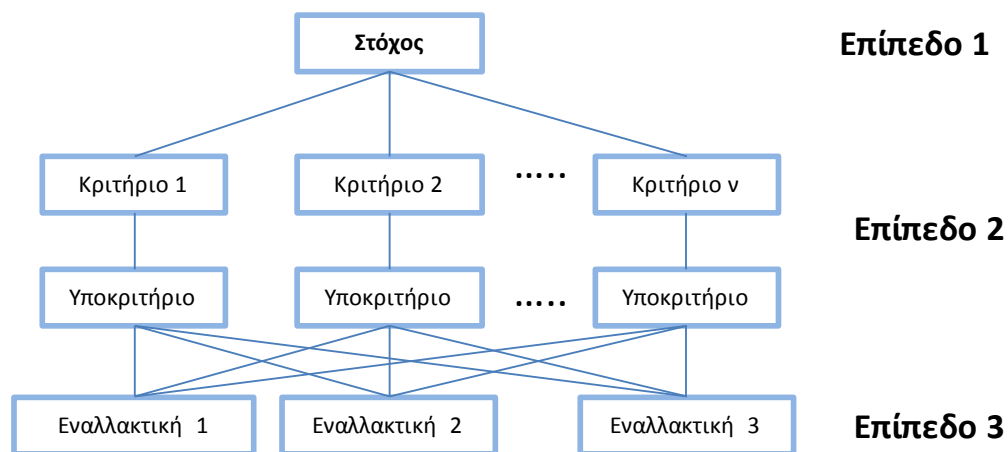 Στόχος
Επίπεδο 1
Κριτήριο 1
Κριτήριο 2
.....
Κριτήριο ν
Επίπεδο 2
Υποκριτήριο
Υποκριτήριο
.....
Υποκριτήριο
Εναλλακτική 1
Εναλλακτική 2
Εναλλακτική 3
Επίπεδο 3